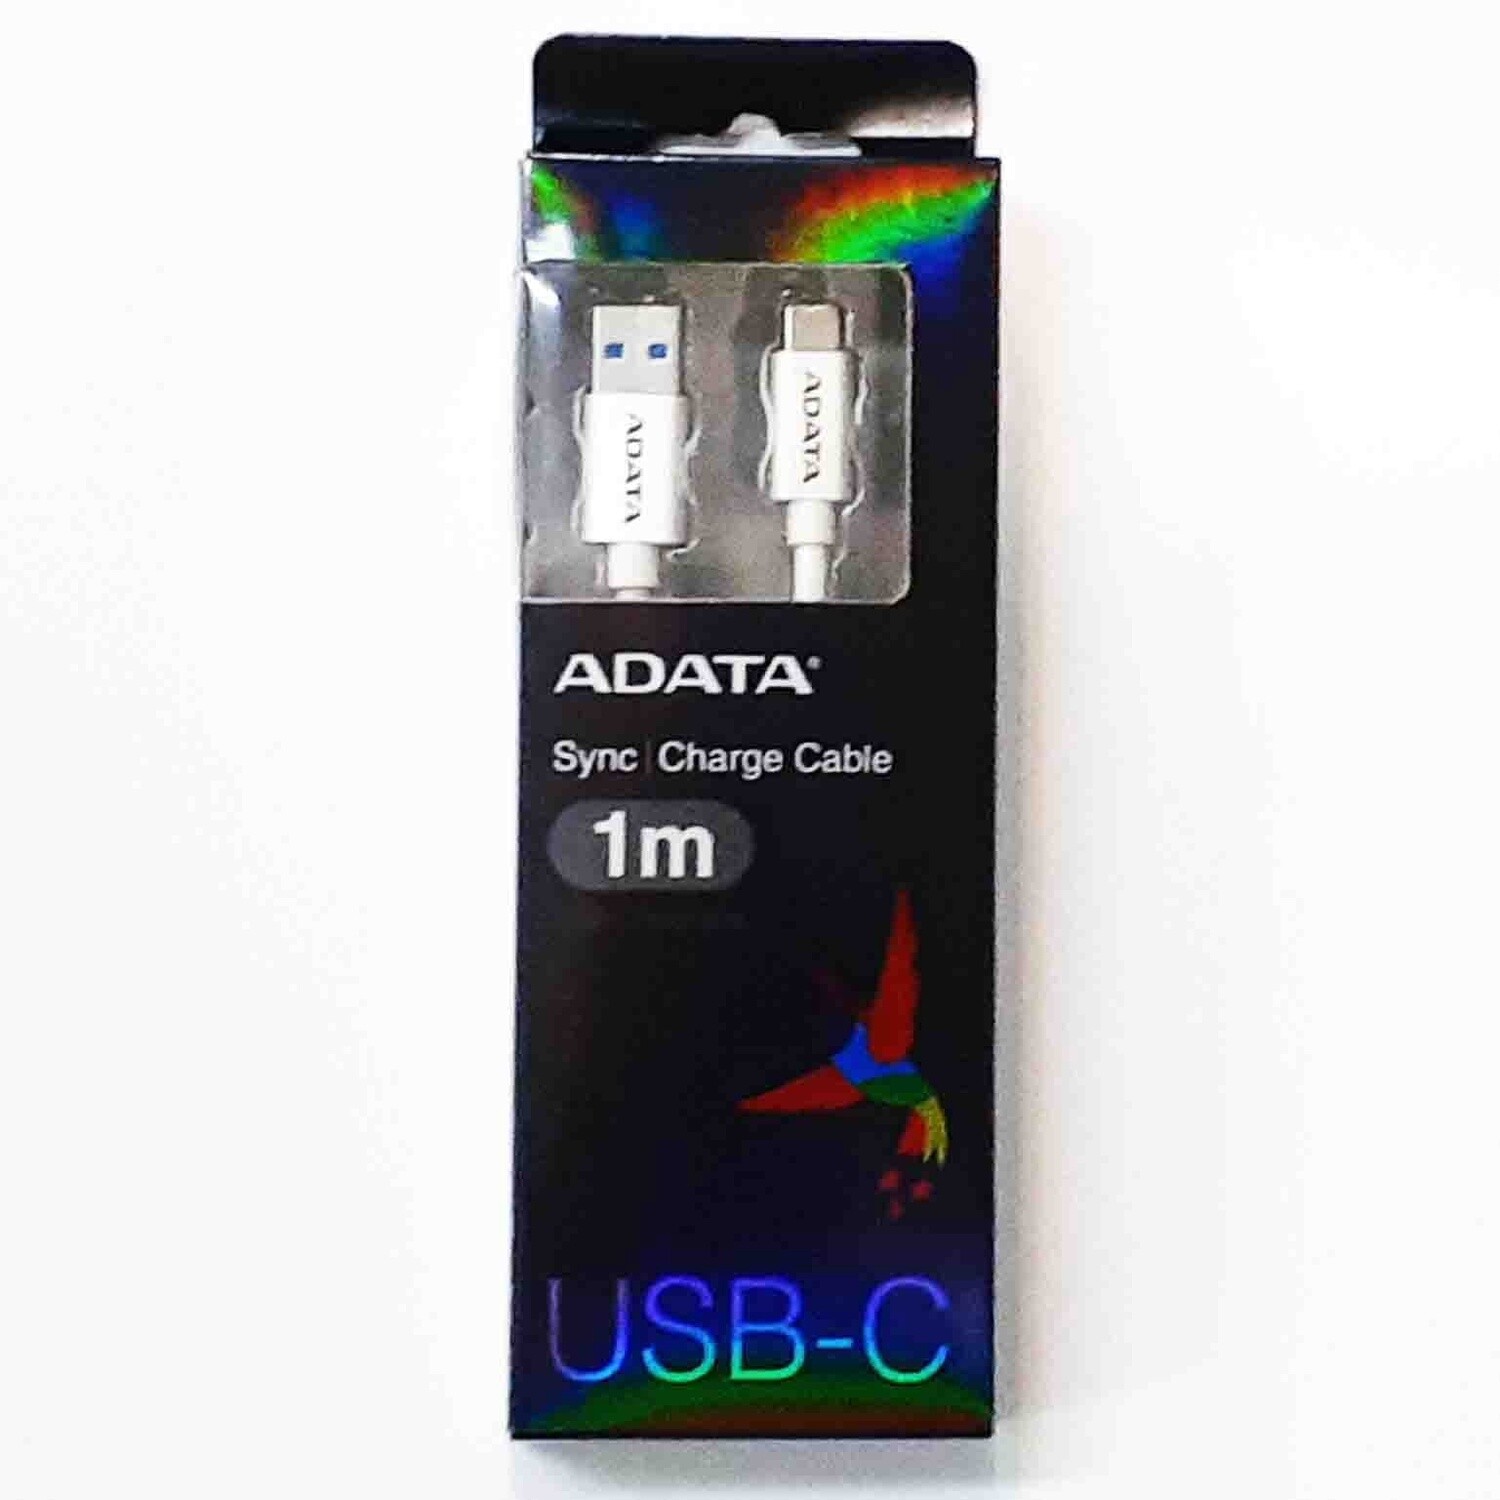 ADATA
ADATA
ADATA®
Sync | Charge Cable
1m
USB-C